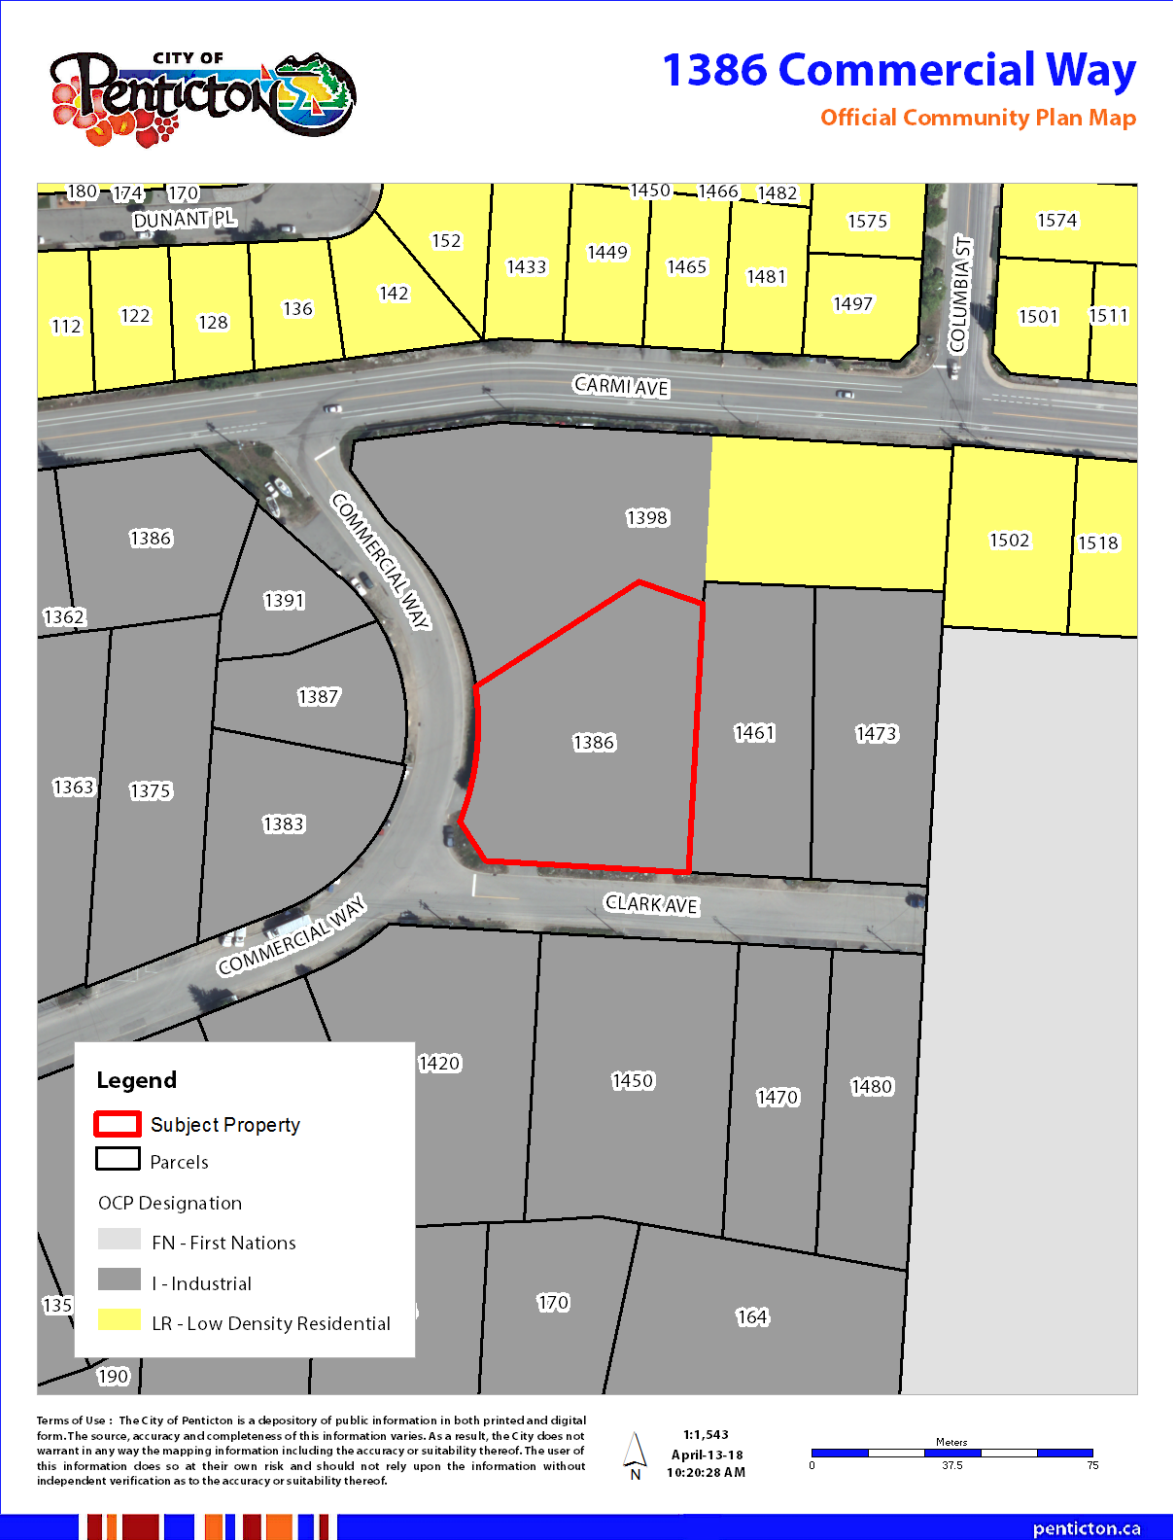 CITY OF
Penticton
1386 Commercial Way
Official Community Plan Map
180 174 170
1450 1466 1482
DUNANT PL
152
1575
1574
1433
1449
1465
1481
COLUMBIA ST
112
122
128
136
142
1497
1501
1511
CARMI AVE
1386
COMMERCIAL WAY
1398
1502
1518
1362
1391
1387
1386
1461
1473
1363
1375
1383
CLARK AVE
COMMERCIAL WAY
1420
1450
1470
1480
Legend
Subject Property
Parcels
OCP Designation
FN - First Nations
I - Industrial
LR - Low Density Residential
135
170
164
190
Terms of Use : The City of Penticton is a depository of public information in both printed and digital
form. The source, accuracy and completeness of this information varies. As a result, the City does not
warrant in any way the mapping information including the accuracy or suitability thereof. The user of
this information does so at their own risk and should not rely upon the information without
independent verification as to the accuracy or suitability thereof.
N
1:1,543
April-13-18
10:20:28 AM
Meters
0 37.5 75
penticton.ca